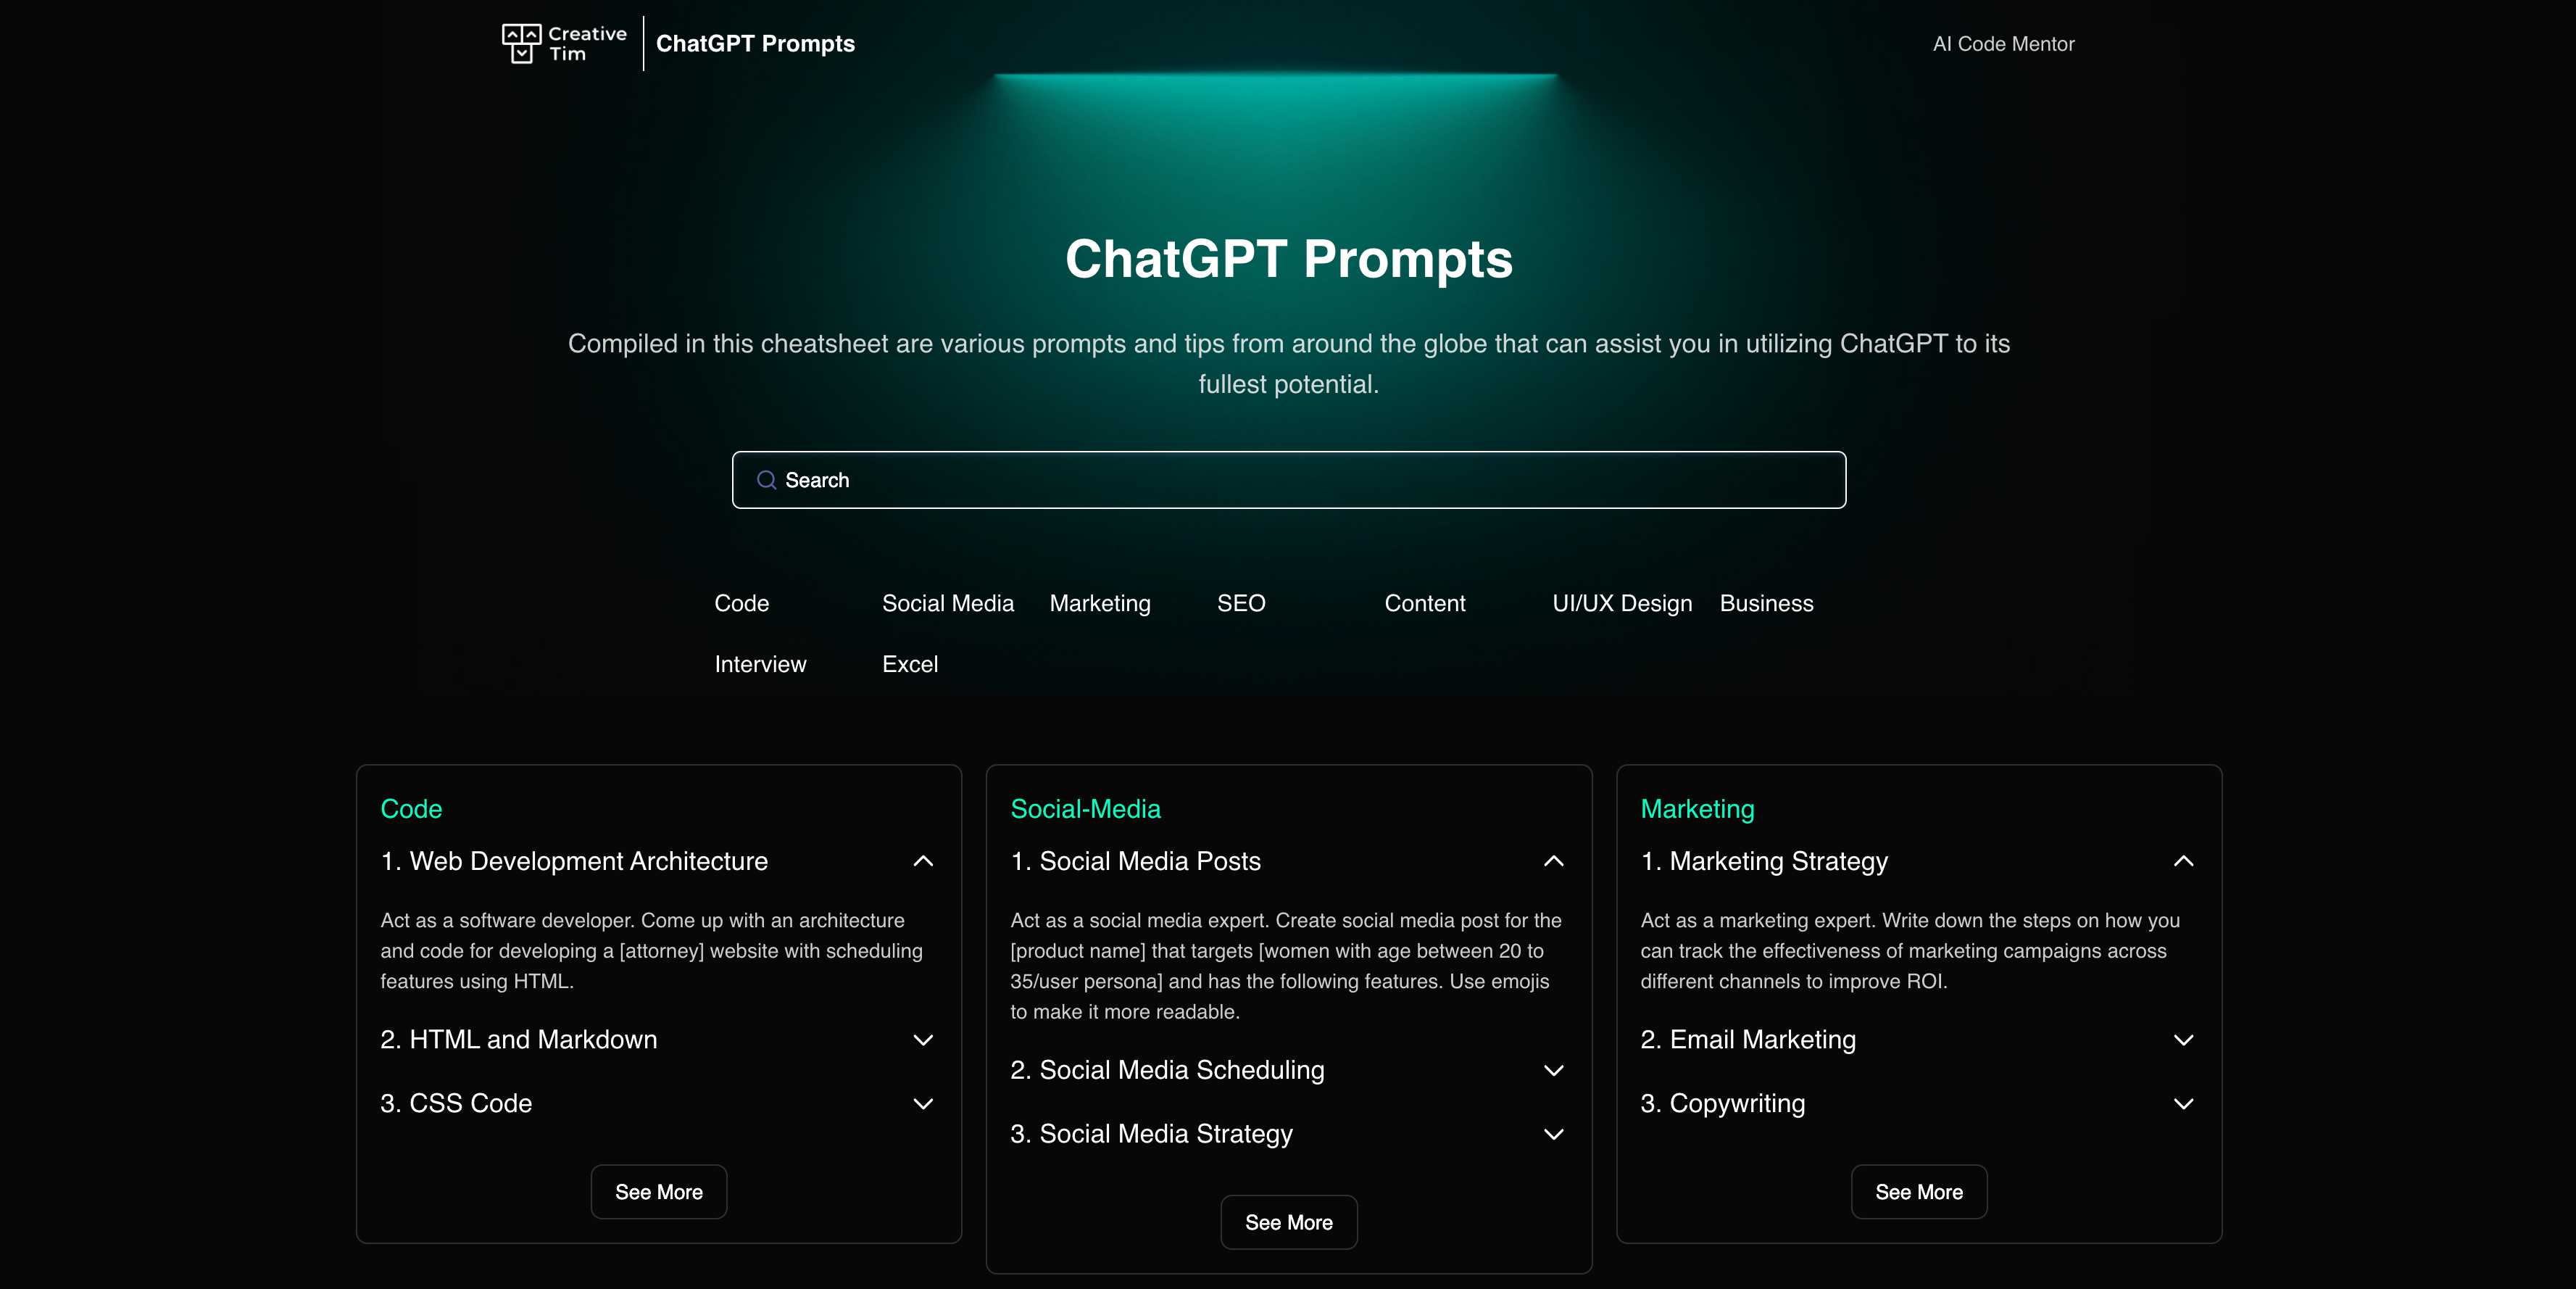 Creative
Tim
ChatGPT Prompts
AI Code Mentor
ChatGPT Prompts
Compiled in this cheatsheet are various prompts and tips from around the globe that can assist you in utilizing ChatGPT to its
fullest potential.
Search
Code Social Media Marketing SEO Content UI/UX Design Business
Interview Excel
Code
1. Web Development Architecture
Act as a software developer. Come up with an architecture
and code for developing a [attorney] website with scheduling
features using HTML.
2. HTML and Markdown
3. CSS Code
See More
Social-Media
1. Social Media Posts
Act as a social media expert. Create social media post for the
[product name] that targets [women with age between 20 to
35/user persona] and has the following features. Use emojis
to make it more readable.
2. Social Media Scheduling
3. Social Media Strategy
See More
Marketing
1. Marketing Strategy
Act as a marketing expert. Write down the steps on how you
can track the effectiveness of marketing campaigns across
different channels to improve ROI.
2. Email Marketing
3. Copywriting
See More